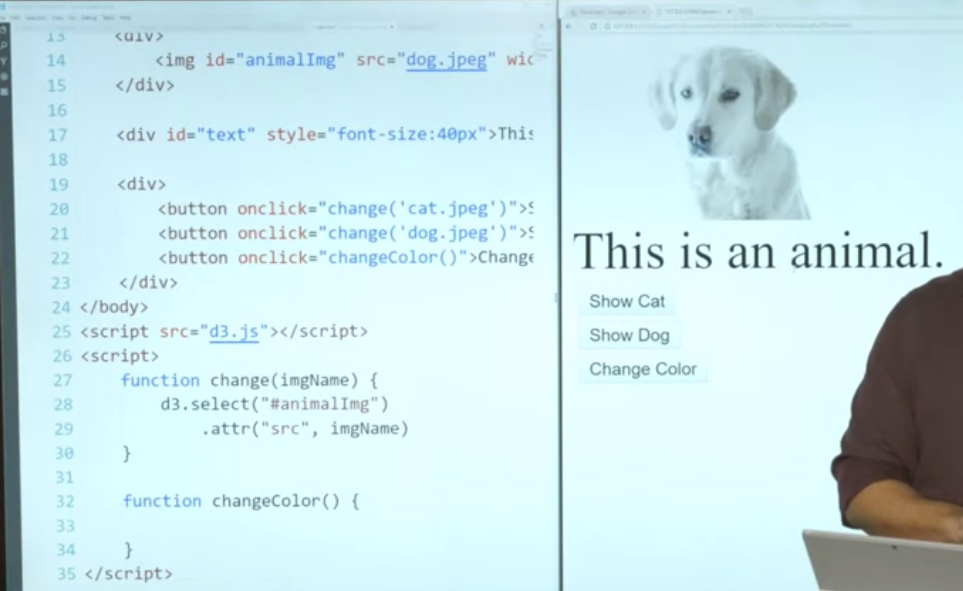 13 <div>
14 <img id="animalImg" src="dog.jpeg" wid
15 </div>
16
17 <div id="text" style="font-size:40px">This
18
19 <div>
20 <button onclick="change('cat.jpeg')">S
21 <button onclick="change('dog.jpeg')">S
22 <button onclick="changeColor()">Change
23 </div>
24 </body>
25 <script src="d3.js"></script>
26 <script>
27 function change(imgName) {
28 d3.select("#animalImg")
29 .attr("src", imgName)
30 }
31
32 function changeColor() {
33
34 }
35 </script>
This is an animal.
Show Cat
Show Dog
Change Color